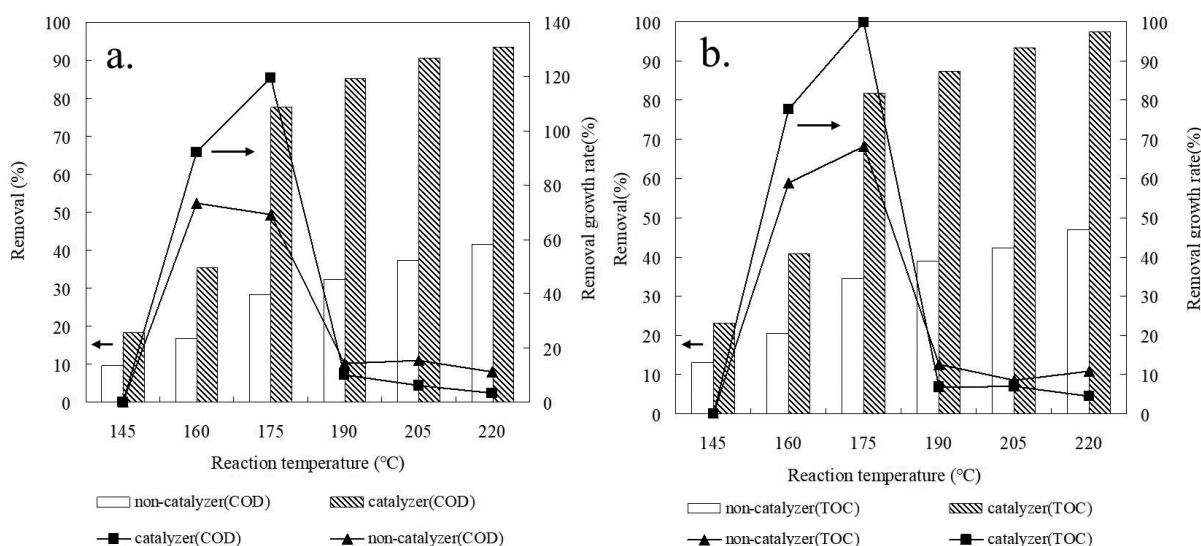 a.
Removal (%)
100
90
80
70
60
50
40
30
20
10
0
140
120
100
80
60
40
20
0
Removal growth rate(%)
145 160 175 190 205 220
Reaction temperature (°C)
non-catalyzer(COD) catalyzer(COD)
catalyzer(COD) non-catalyzer(COD)
b.
Removal(%)
100
90
80
70
60
50
40
30
20
10
0
100
90
80
70
60
50
40
30
20
10
0
Removal growth rate(%)
145 160 175 190 205 220
Reaction temperature (°C)
non-catalyzer(TOC) catalyzer(TOC)
non-catalyzer(TOC) catalyzer(TOC)